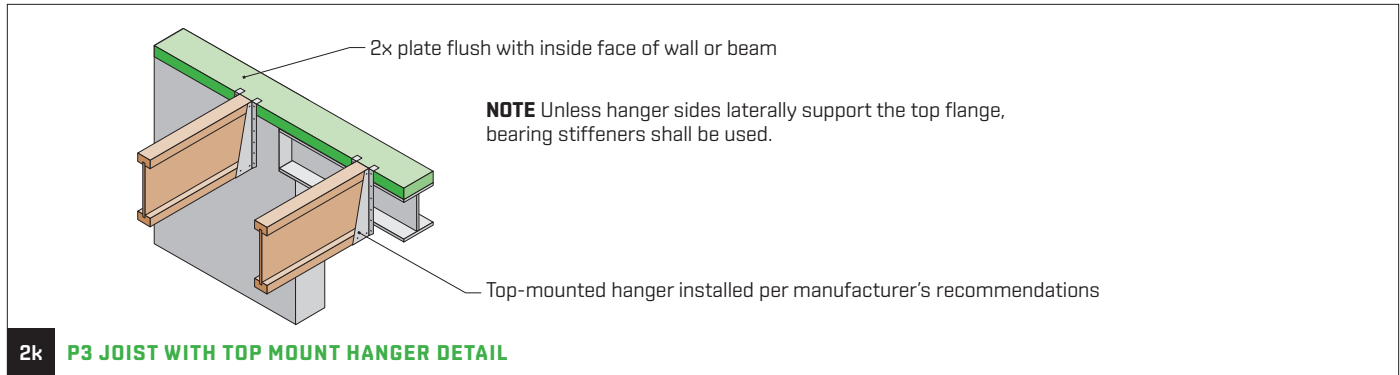 2x plate flush with inside face of wall or beam
NOTE Unless hanger sides laterally support the top flange,
bearing stiffeners shall be used.
Top-mounted hanger installed per manufacturer's recommendations
2k P3 JOIST WITH TOP MOUNT HANGER DETAIL